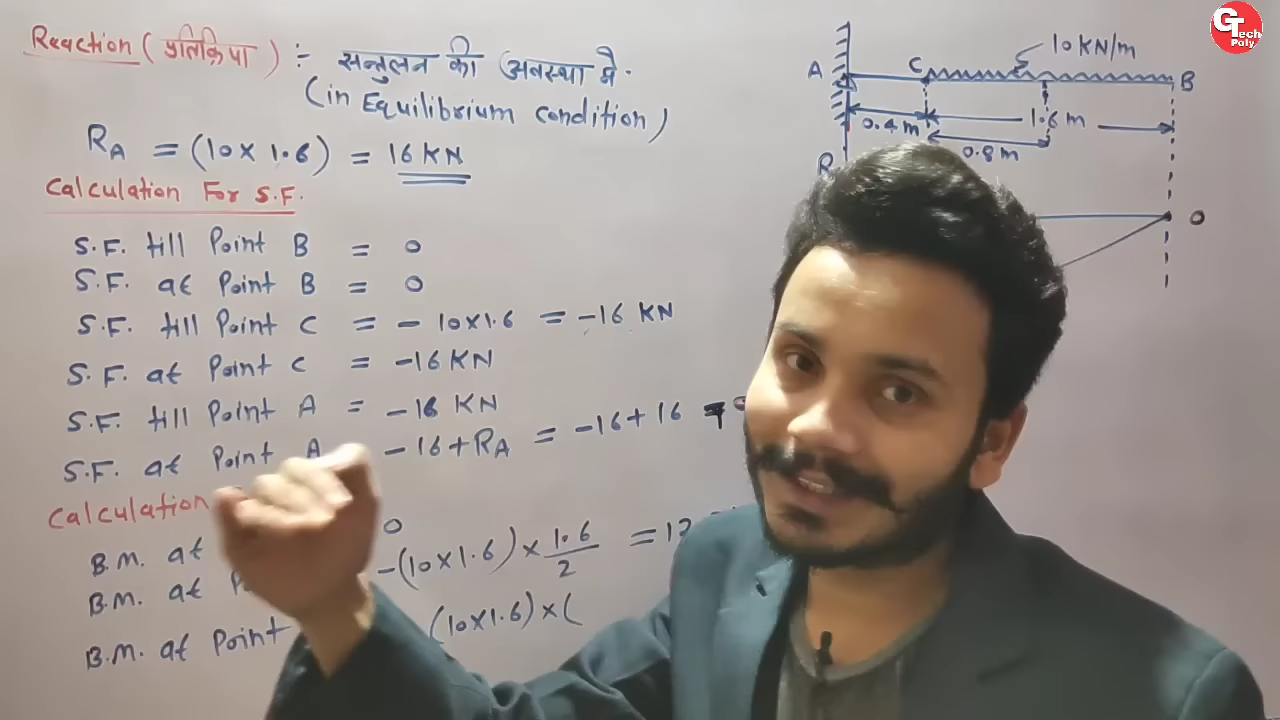 Reaction (प्रतिक्रिया) :- सन्तुलन की अवस्था मे.
(in Equilibrium condition)
RA = (10 × 1.6) = 16 KN
Calculation For S.F.
S.F. till Point B = 0
S.F. at Point B = 0
S.F. till Point C = - 10×1.6 = -16 KN
S.F. at Point C = -16 KN
S.F. till Point A = -16 KN
S.F. at Point A - 16 + RA = -16 + 16 =
Calculation
B.M. at 0
B.M. at -(10×1.6) × 1.6/2 = 12
B.M. at Point (10×1.6) × (
10 KN/m
A C B
0.4 m 1.6 m
0.8 m
R
0
GTech
Poly